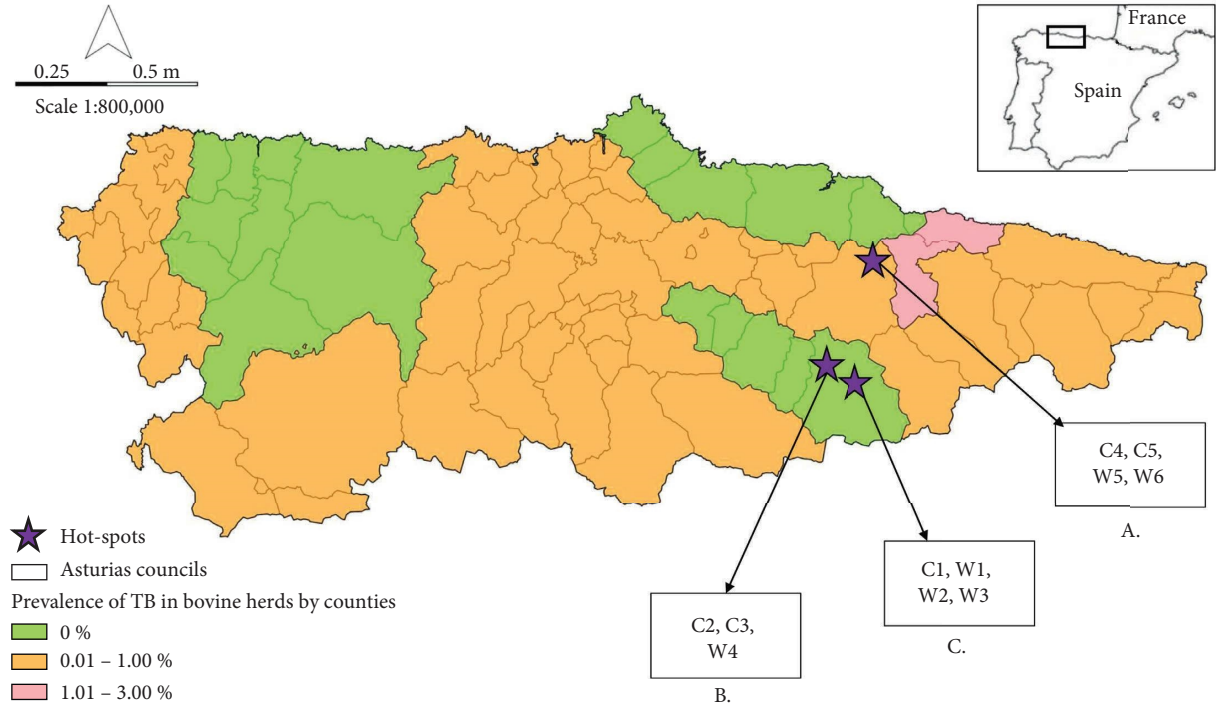 0.25 0.5 m
Scale 1:800,000
France
Spain
C4, C5,
W5, W6
A.
C1, W1,
W2, W3
C.
C2, C3,
W4
B.
Hot-spots
Asturias councils
Prevalence of TB in bovine herds by counties
0 %
0.01 – 1.00 %
1.01 – 3.00 %